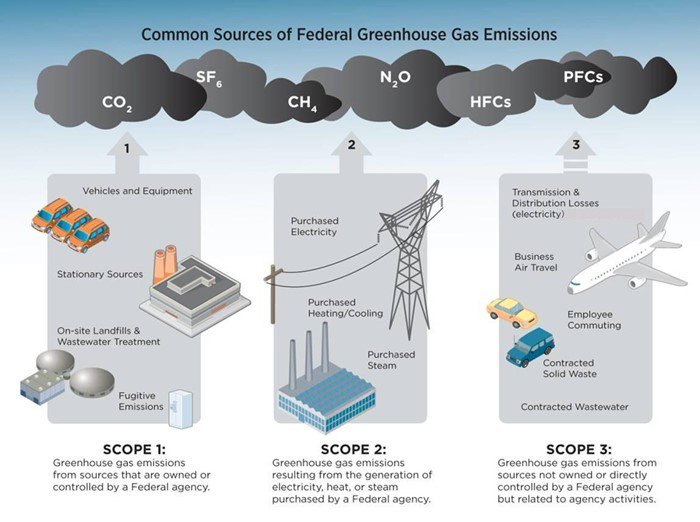 Common Sources of Federal Greenhouse Gas Emissions
CO₂
SF₆
CH₄
N₂O
HFCs
PFCs
1
2
3
Vehicles and Equipment
Stationary Sources
On-site Landfills &
Wastewater Treatment
Fugitive
Emissions
Purchased
Electricity
Purchased
Heating/Cooling
Purchased
Steam
Transmission &
Distribution Losses
(electricity)
Business
Air Travel
Employee
Commuting
Contracted
Solid Waste
Contracted Wastewater
SCOPE 1:
Greenhouse gas emissions
from sources that are owned or
controlled by a Federal agency.
SCOPE 2:
Greenhouse gas emissions
resulting from the generation of
electricity, heat, or steam
purchased by a Federal agency.
SCOPE 3:
Greenhouse gas emissions from
sources not owned or directly
controlled by a Federal agency
but related to agency activities.